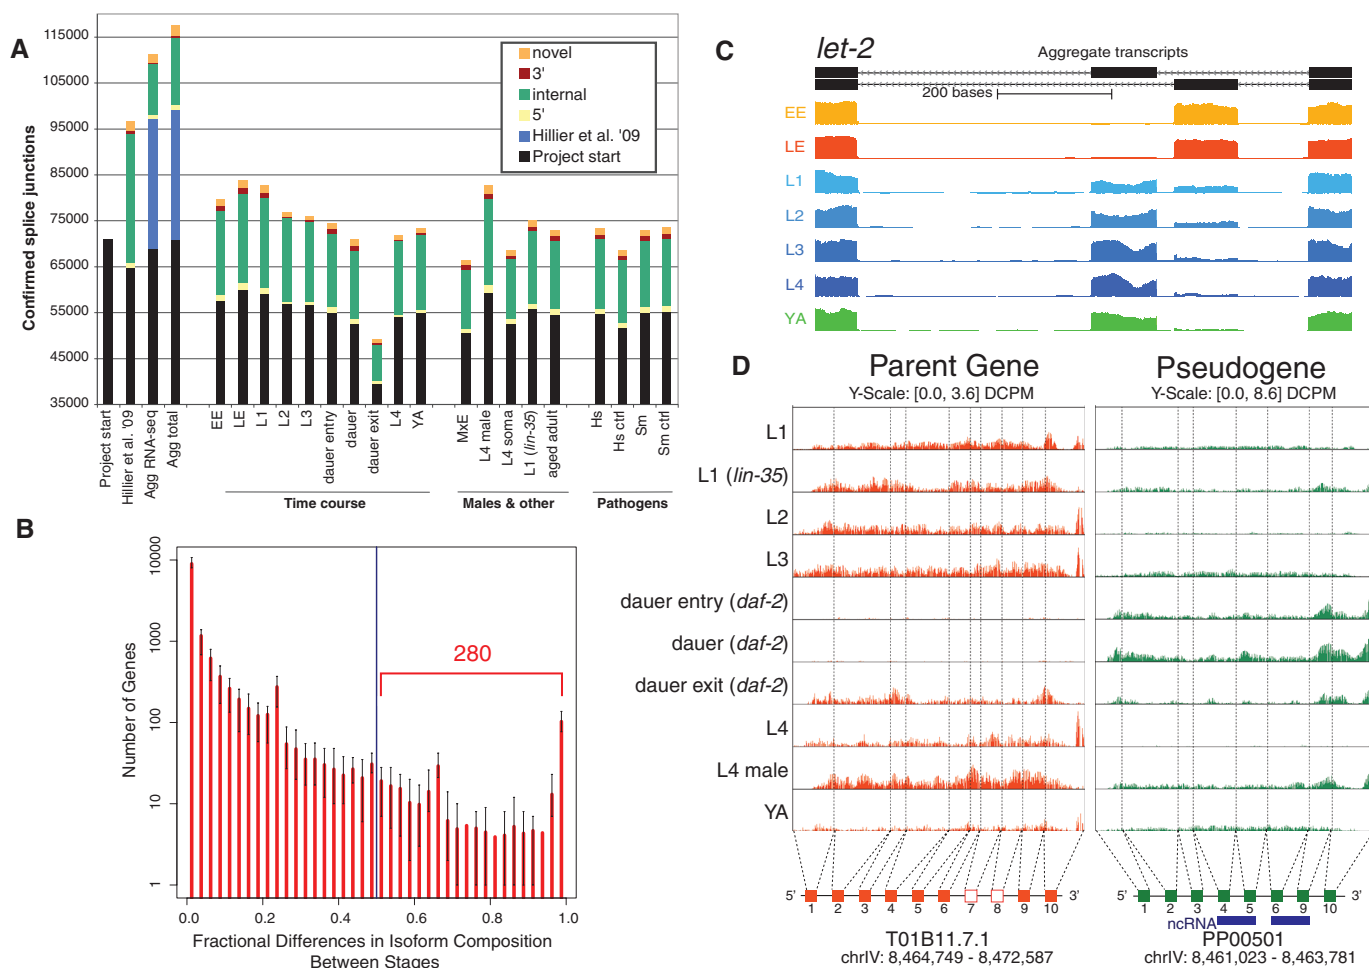 A
Confirmed splice junctions
115000
105000
95000
85000
75000
65000
55000
45000
35000
novel
3'
internal
5'
Hillier et al. '09
Project start
Project start
Hillier et al. '09
Agg RNA-seq
Agg total
EE
LE
L1
L2
L3
dauer entry
dauer
dauer exit
L4
YA
MxE
L4 male
L4 soma
L1 (lin-35)
aged adult
Hs
Hs ctrl
Sm
Sm ctrl
Time course
Males & other
Pathogens
B
Number of Genes
10000
1000
100
10
1
280
0.0
0.2
0.4
0.6
0.8
1.0
Fractional Differences in Isoform Composition
Between Stages
C
let-2
Aggregate transcripts
200 bases
EE
LE
L1
L2
L3
L4
YA
D
Parent Gene
Y-Scale: [0.0, 3.6] DCPM
Pseudogene
Y-Scale: [0.0, 8.6] DCPM
L1
L1 (lin-35)
L2
L3
dauer entry (daf-2)
dauer (daf-2)
dauer exit (daf-2)
L4
L4 male
YA
5'
3'
1 2 3 4 5 6 7 8 9 10
T01B11.7.1
chrIV: 8,464,749 - 8,472,587
5'
3'
1 2 3 4 5 6 9 10
ncRNA
PP00501
chrIV: 8,461,023 - 8,463,781